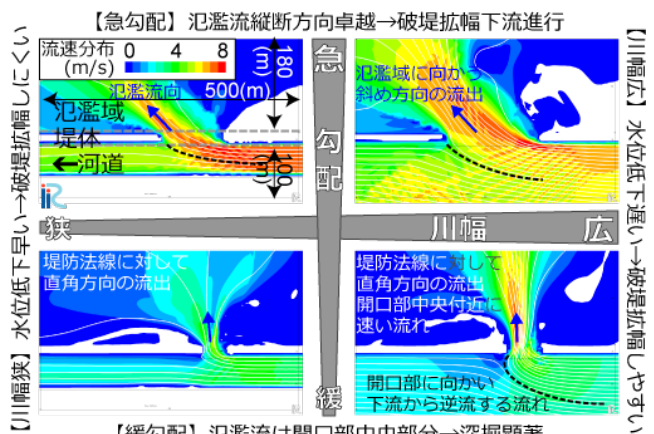 【急勾配】氾濫流縦断方向卓越→破堤拡幅下流進行
【川幅狭】水位低下早い→破堤拡幅しにくい
流速分布 0 4 8
(m/s)
氾濫流向
500(m)
180
(m)
氾濫域
堤体
←河道
100
(m)
iRIC
急
勾
配
緩
氾濫域に向かう
斜め方向の流出
狭
川幅
広
堤防法線に対して
直角方向の流出
堤防法線に対して
直角方向の流出
開口部中央付近に
速い流れ
開口部に向かい
下流から逆流する流れ
【川幅広】水位低下遅い→破堤拡幅しやすい
【緩勾配】氾濫流は開口部中央部分→深掘顕著